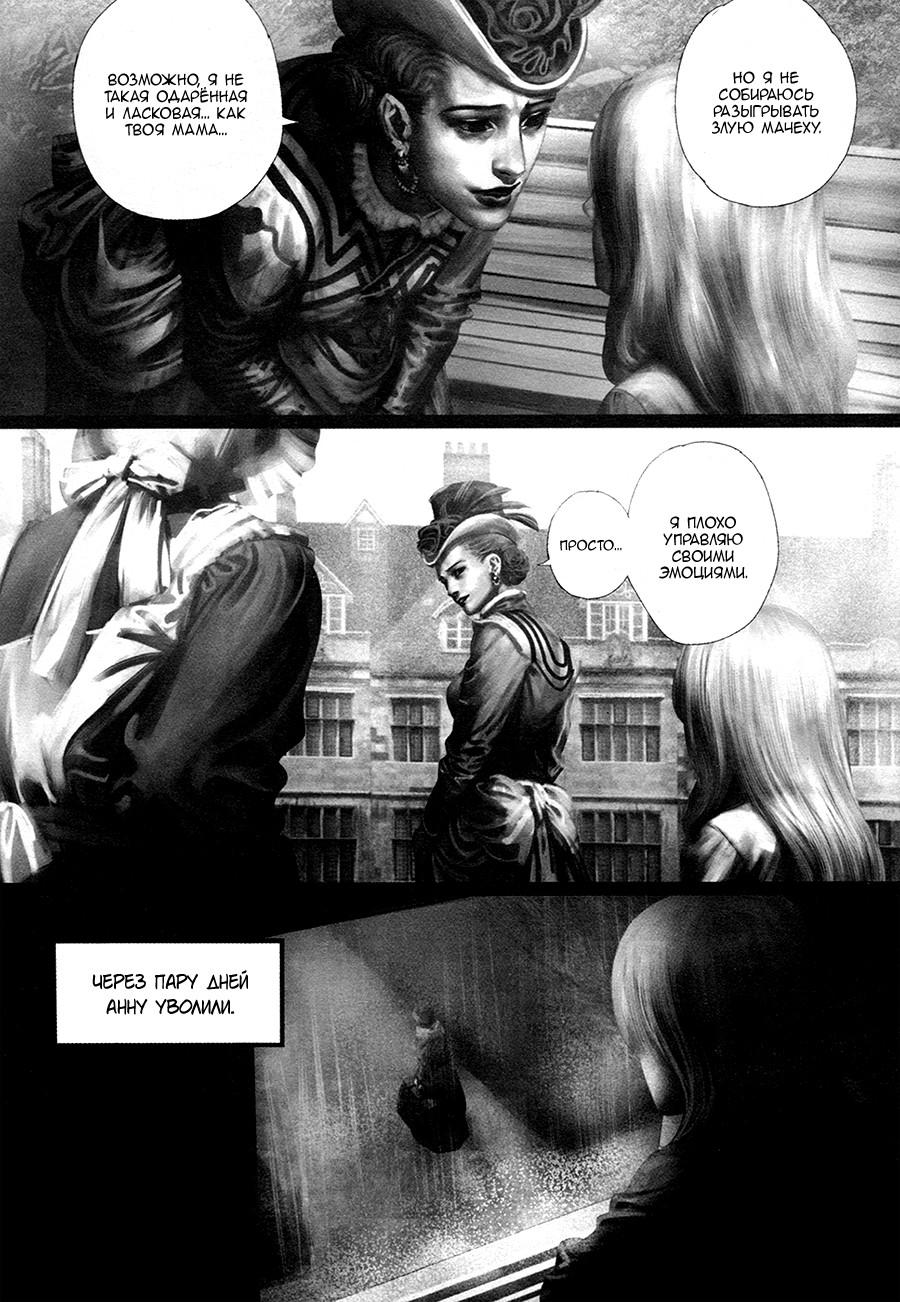 ВОЗМОЖНО, Я НЕ
ТАКАЯ ОДАРЁННАЯ
И ЛАСКОВАЯ... КАК
ТВОЯ МАМА...
НО Я НЕ
СОБИРАЮСЬ
РАЗЫГРЫВАТЬ
ЗЛУЮ МАЧЕХУ.
ПРОСТО...
Я ПЛОХО
УПРАВЛЯЮ
СВОИМИ
ЭМОЦИЯМИ.
ЧЕРЕЗ ПАРУ ДНЕЙ
АННУ УВОЛИЛИ.